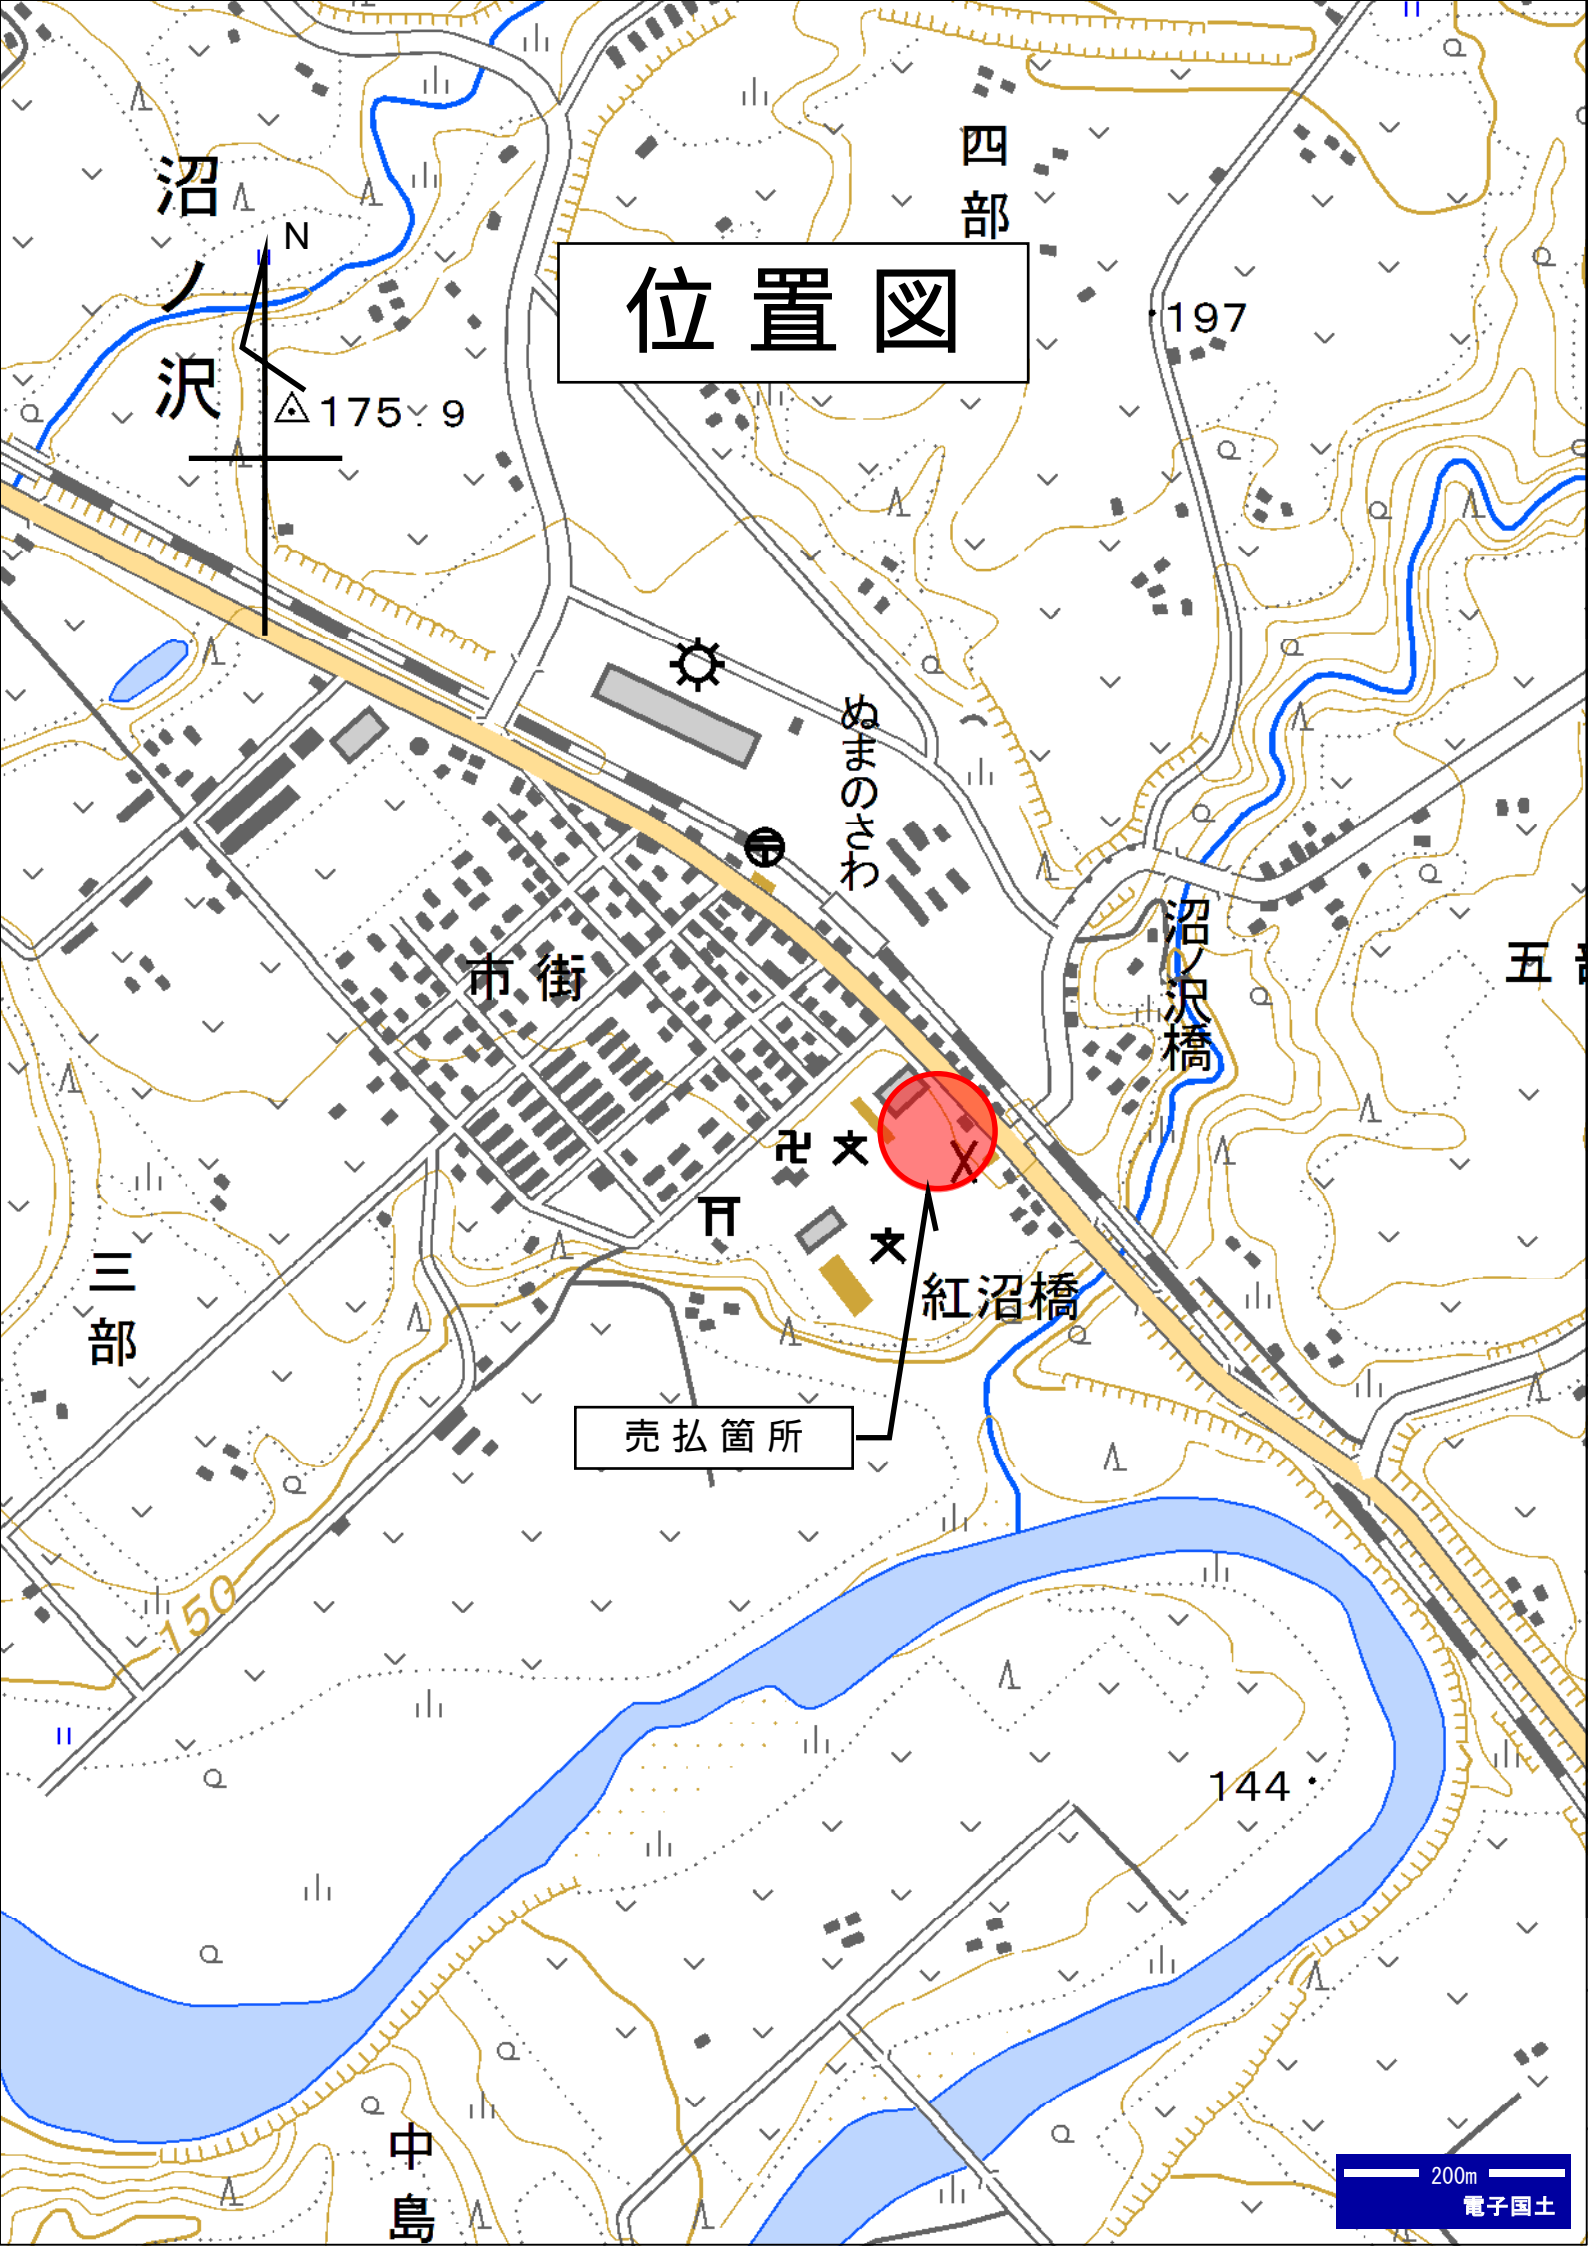 沼ノ沢
N
四部
位置図
197
175.9
ぬまのさわ
沼ノ沢橋
五
市街
三部
紅沼橋
売払箇所
150
144
中島
200m
電子国土